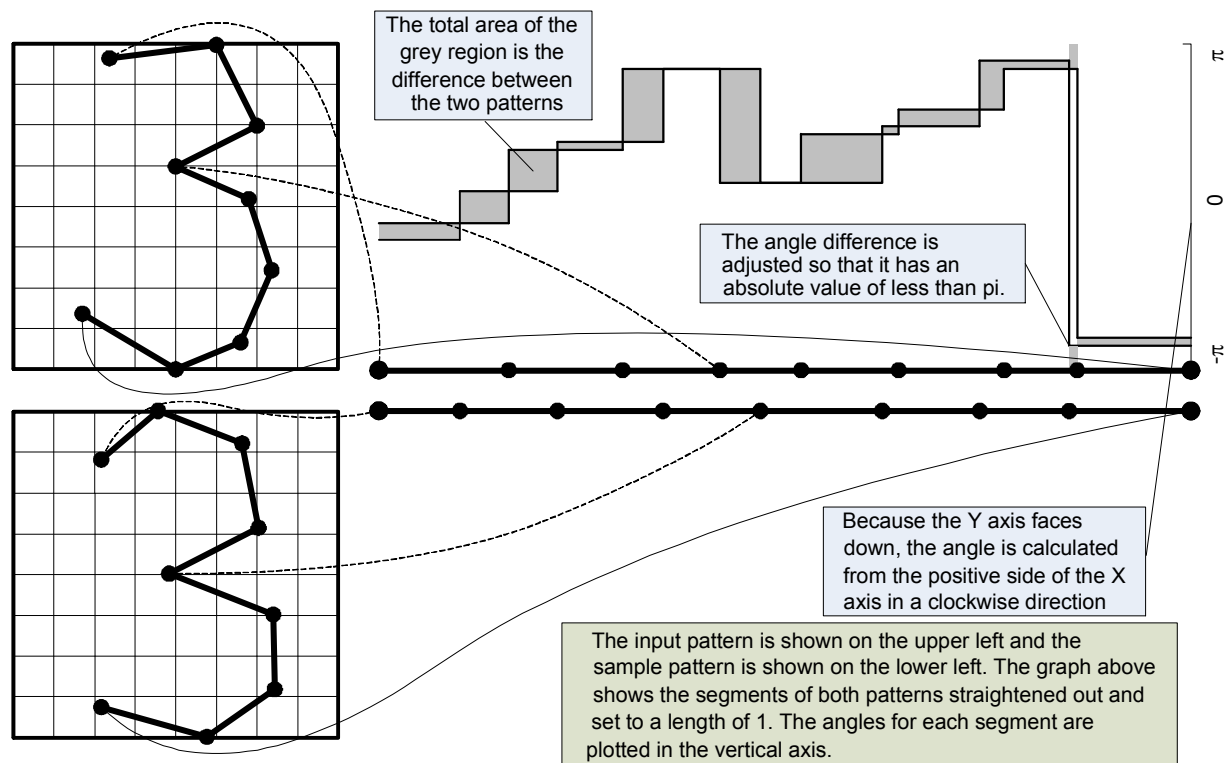 The total area of the
grey region is the
difference between
the two patterns
π
0
-π
The angle difference is
adjusted so that it has an
absolute value of less than pi.
Because the Y axis faces
down, the angle is calculated
from the positive side of the X
axis in a clockwise direction
The input pattern is shown on the upper left and the
sample pattern is shown on the lower left. The graph above
shows the segments of both patterns straightened out and
set to a length of 1. The angles for each segment are
plotted in the vertical axis.